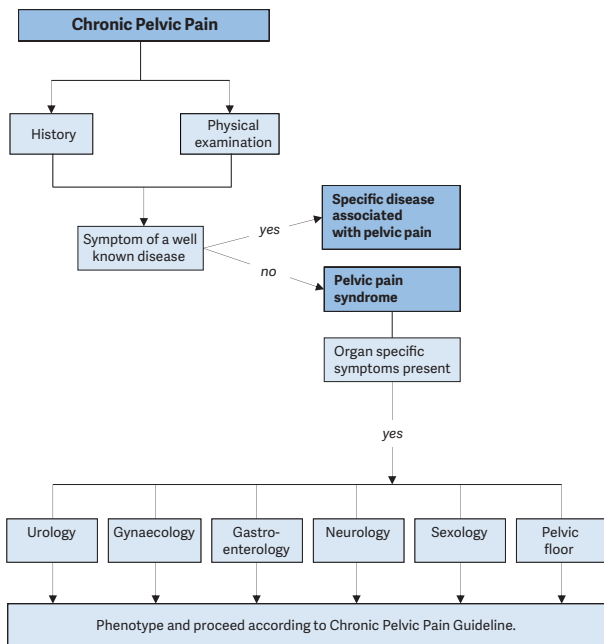 Chronic Pelvic Pain
History
Physical
examination
Symptom of a well
known disease
yes
Specific disease
associated
with pelvic pain
no
Pelvic pain
syndrome
Organ specific
symptoms present
yes
Urology
Gynaecology
Gastro-
enterology
Neurology
Sexology
Pelvic
floor
Phenotype and proceed according to Chronic Pelvic Pain Guideline.